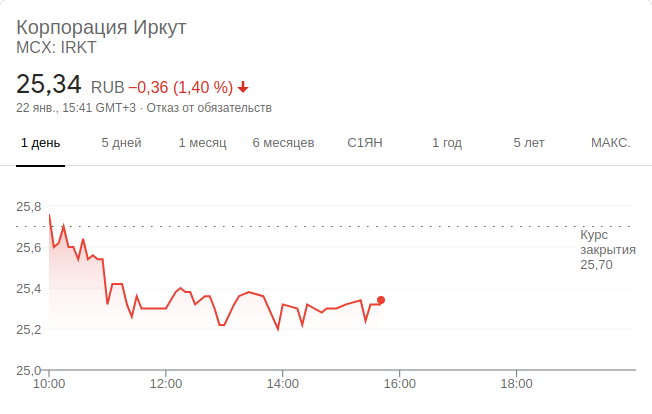 Корпорация Иркут
MCX: IRKT
25,34 RUB −0,36 (1,40 %)
22 янв., 15:41 GMT+3 · Отказ от обязательств
1 день 5 дней 1 месяц 6 месяцев С1ЯН 1 год 5 лет МАКС.
25,8
Курс
закрытия
25,70
25,6
25,4
25,2
25,0
10:00 12:00 14:00 16:00 18:00